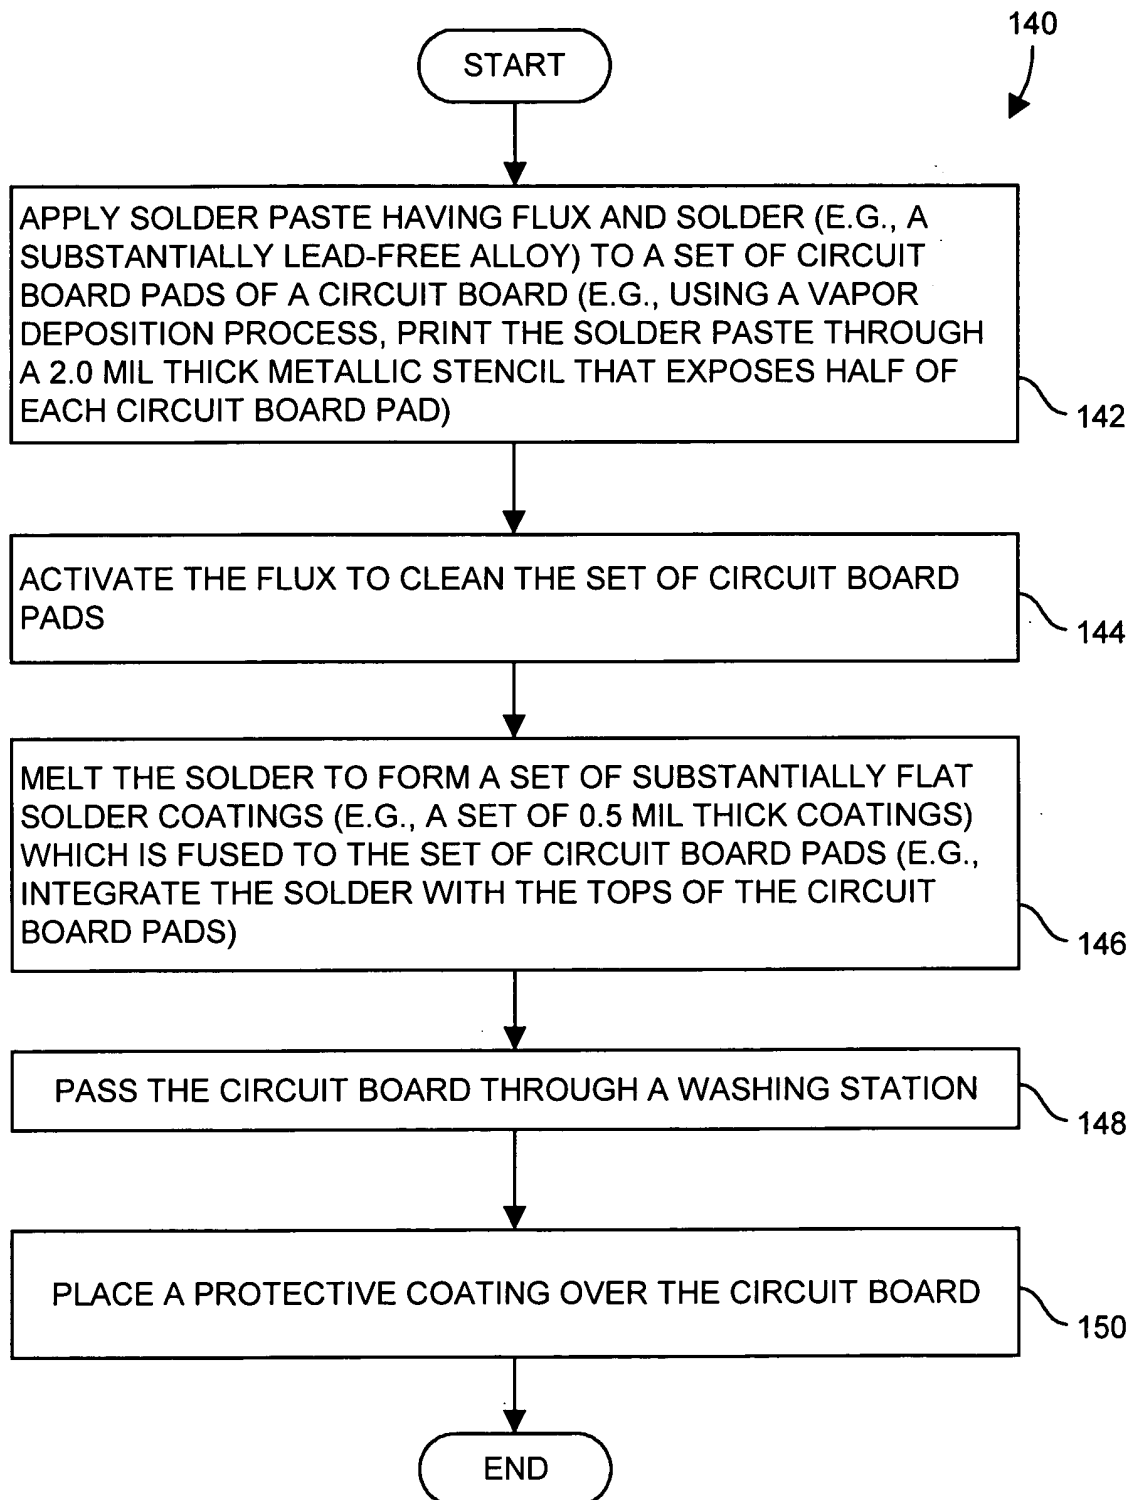 140
START
APPLY SOLDER PASTE HAVING FLUX AND SOLDER (E.G., A
SUBSTANTIALLY LEAD-FREE ALLOY) TO A SET OF CIRCUIT
BOARD PADS OF A CIRCUIT BOARD (E.G., USING A VAPOR
DEPOSITION PROCESS, PRINT THE SOLDER PASTE THROUGH
A 2.0 MIL THICK METALLIC STENCIL THAT EXPOSES HALF OF
EACH CIRCUIT BOARD PAD)
142
ACTIVATE THE FLUX TO CLEAN THE SET OF CIRCUIT BOARD
PADS
144
MELT THE SOLDER TO FORM A SET OF SUBSTANTIALLY FLAT
SOLDER COATINGS (E.G., A SET OF 0.5 MIL THICK COATINGS)
WHICH IS FUSED TO THE SET OF CIRCUIT BOARD PADS (E.G.,
INTEGRATE THE SOLDER WITH THE TOPS OF THE CIRCUIT
BOARD PADS)
146
PASS THE CIRCUIT BOARD THROUGH A WASHING STATION
148
PLACE A PROTECTIVE COATING OVER THE CIRCUIT BOARD
150
END